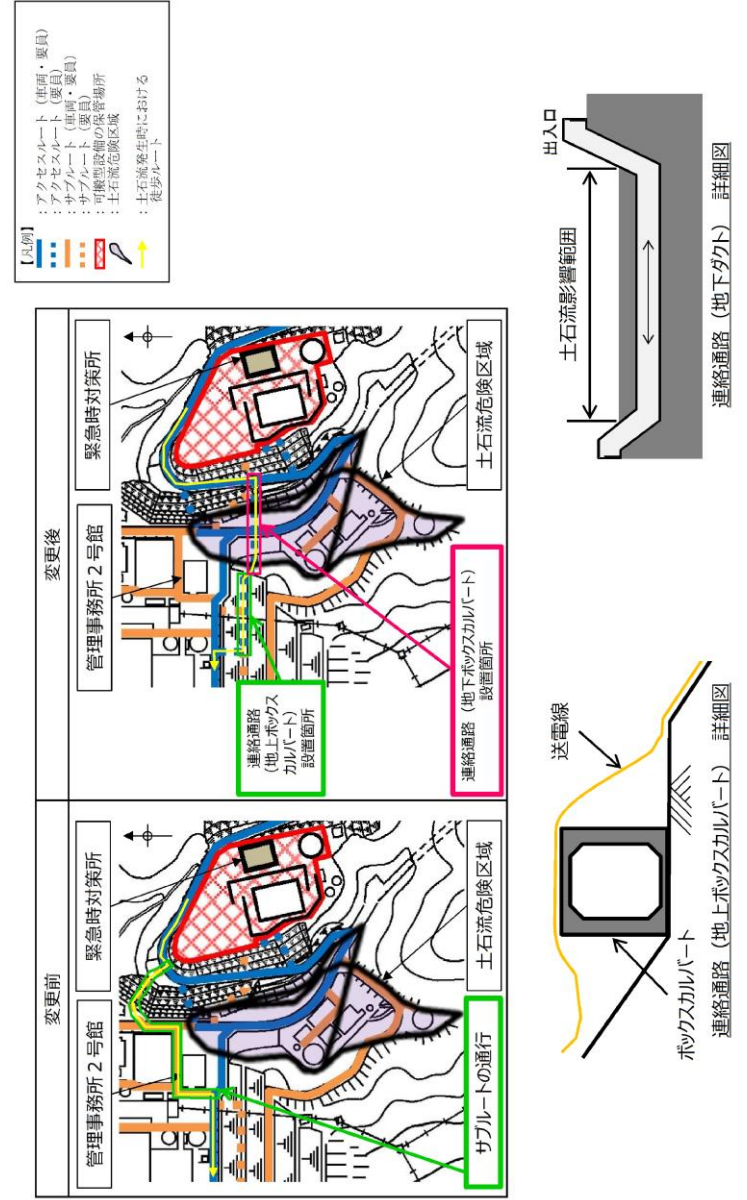 変更前
管理事務所２号館
緊急時対策所
サブルートの通行
土石流危険区域
変更後
管理事務所２号館
緊急時対策所
連絡通路
（地上ボックス
カルバート）
設置箇所
連絡通路（地下ボックスカルバート）
設置箇所
土石流危険区域
【凡例】
：アクセスルート（車両・要員）
：アクセスルート（要員）
：サブルート（車両・要員）
：サブルート（要員）
：可搬型設備の保管場所
：土石流危険区域
：土石流発生時における
徒歩ルート
送電線
ボックスカルバート
連絡通路（地上ボックスカルバート）　詳細図
出入口
土石流影響範囲
連絡通路（地下ダクト）　詳細図